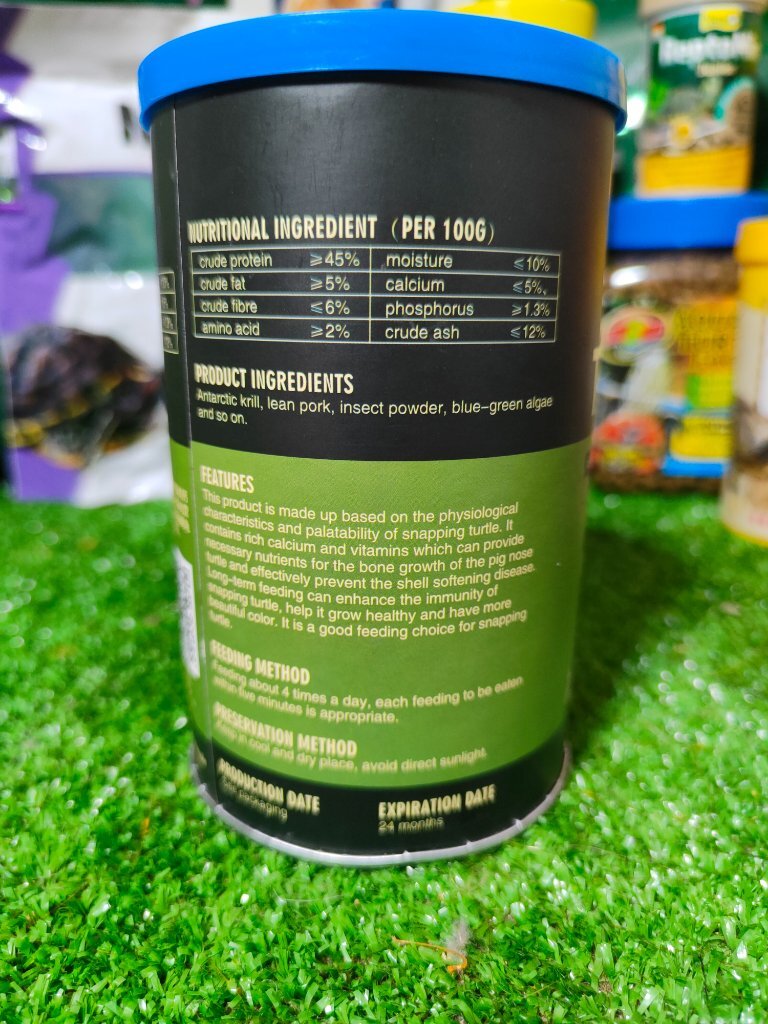 NUTRITIONAL INGREDIENT (PER 100G)
crude protein ≥45% moisture ≤10%
crude fat ≥5% calcium ≤5%
crude fibre ≤6% phosphorus ≥1.3%
amino acid ≥2% crude ash ≤12%
PRODUCT INGREDIENTS
Antarctic krill, lean pork, insect powder, blue-green algae
and so on.
FEATURES
This product is made up based on the physiological
characteristics and palatability of snapping turtle. It
contains rich calcium and vitamins which can provide
necessary nutrients for the bone growth of the pig nose
turtle and effectively prevent the shell softening disease.
Long-term feeding can enhance the immunity of
snapping turtle, help it grow healthy and have more
beautiful color. It is a good feeding choice for snapping
turtle.
FEEDING METHOD
Feeding about 4 times a day, each feeding to be eaten
within five minutes is appropriate.
PRESERVATION METHOD
Keep in cool and dry place, avoid direct sunlight.
PRODUCTION DATE EXPIRATION DATE
packaging 24 months